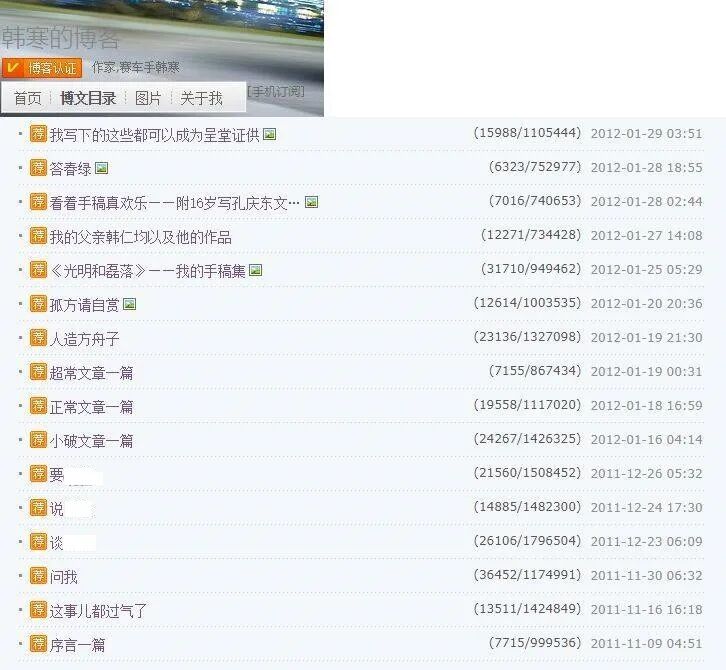 韩寒的博客
博客认证 作家,赛车手韩寒
首页 博文目录 图片 关于我 [手机订阅]
荐 我写下的这些都可以成为呈堂证供 (15988/1105444) 2012-01-29 03:51
荐 答春绿 (6323/752977) 2012-01-28 18:55
荐 看着手稿真欢乐——附16岁写孔庆东文… (7016/740653) 2012-01-28 02:44
荐 我的父亲韩仁均以及他的作品 (12271/734428) 2012-01-27 14:08
荐 《光明和磊落》——我的手稿集 (31710/949462) 2012-01-25 05:29
荐 孤方请自赏 (12614/1003535) 2012-01-20 20:36
荐 人造方舟子 (23136/1327098) 2012-01-19 21:30
荐 超常文章一篇 (7155/867434) 2012-01-19 00:31
荐 正常文章一篇 (19558/1117020) 2012-01-18 16:59
荐 小破文章一篇 (24267/1426325) 2012-01-16 04:14
荐 要 (21560/1508452) 2011-12-26 05:32
荐 说 (14885/1482300) 2011-12-24 17:30
荐 谈 (26106/1796504) 2011-12-23 06:09
荐 问我 (36452/1174991) 2011-11-30 06:32
荐 这事儿都过气了 (13511/1424849) 2011-11-16 16:18
荐 序言一篇 (7715/999536) 2011-11-09 04:51